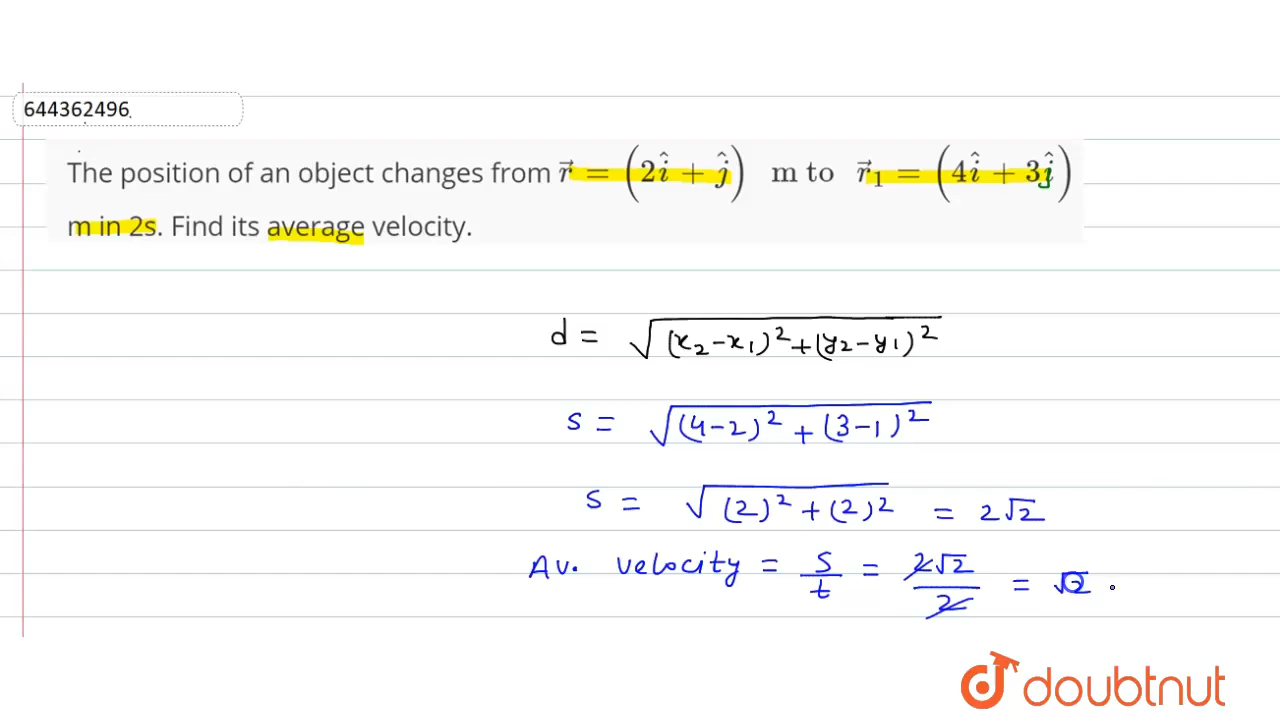 644362496
The position of an object changes from r⃗ = (2î + ĵ) m to r⃗₁ = (4î + 3ĵ)
m in 2s. Find its average velocity.
d = √((x₂-x₁)²+(y₂-y₁)²)
s = √((4-2)²+(3-1)²)
s = √((2)²+(2)²) = 2√2
Av. velocity = s/t = 2√2/2 = √2
doubtnut